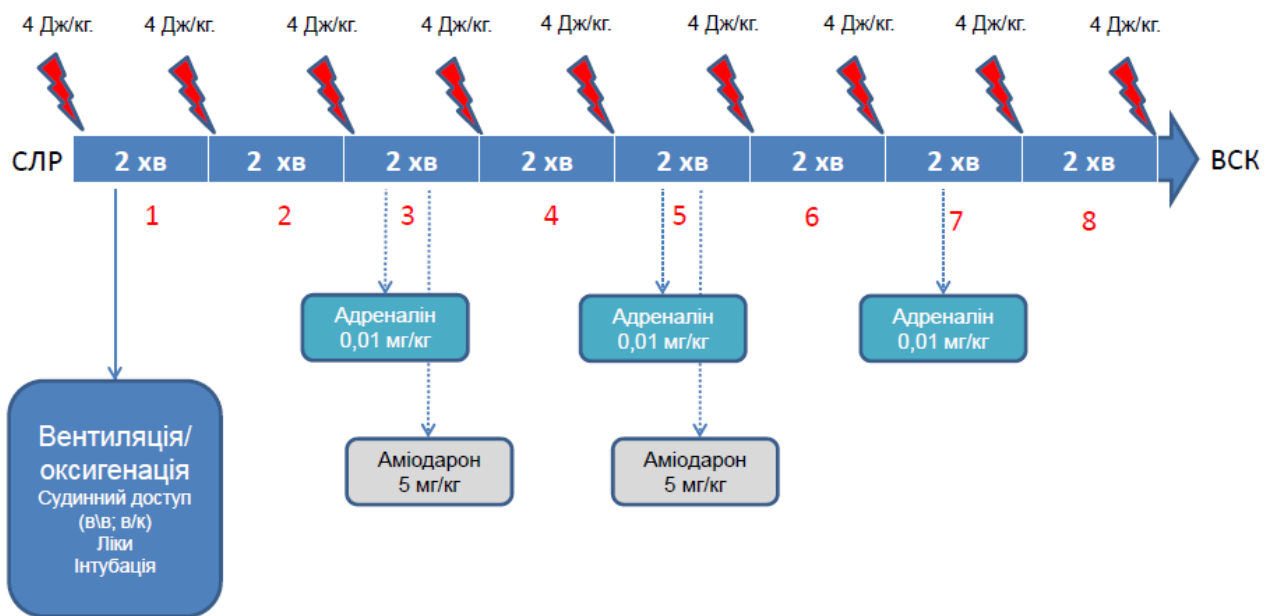 4 Дж/кг. 4 Дж/кг. 4 Дж/кг. 4 Дж/кг. 4 Дж/кг. 4 Дж/кг. 4 Дж/кг. 4 Дж/кг. 4 Дж/кг.
СЛР 2 хв 2 хв 2 хв 2 хв 2 хв 2 хв 2 хв 2 хв ВСК
1 2 3 4 5 6 7 8
Адреналін
0,01 мг/кг
Адреналін
0,01 мг/кг
Адреналін
0,01 мг/кг
Вентиляція/
оксигенація
Судинний доступ
(в\в; в/к)
Ліки
Інтубація
Аміодарон
5 мг/кг
Аміодарон
5 мг/кг